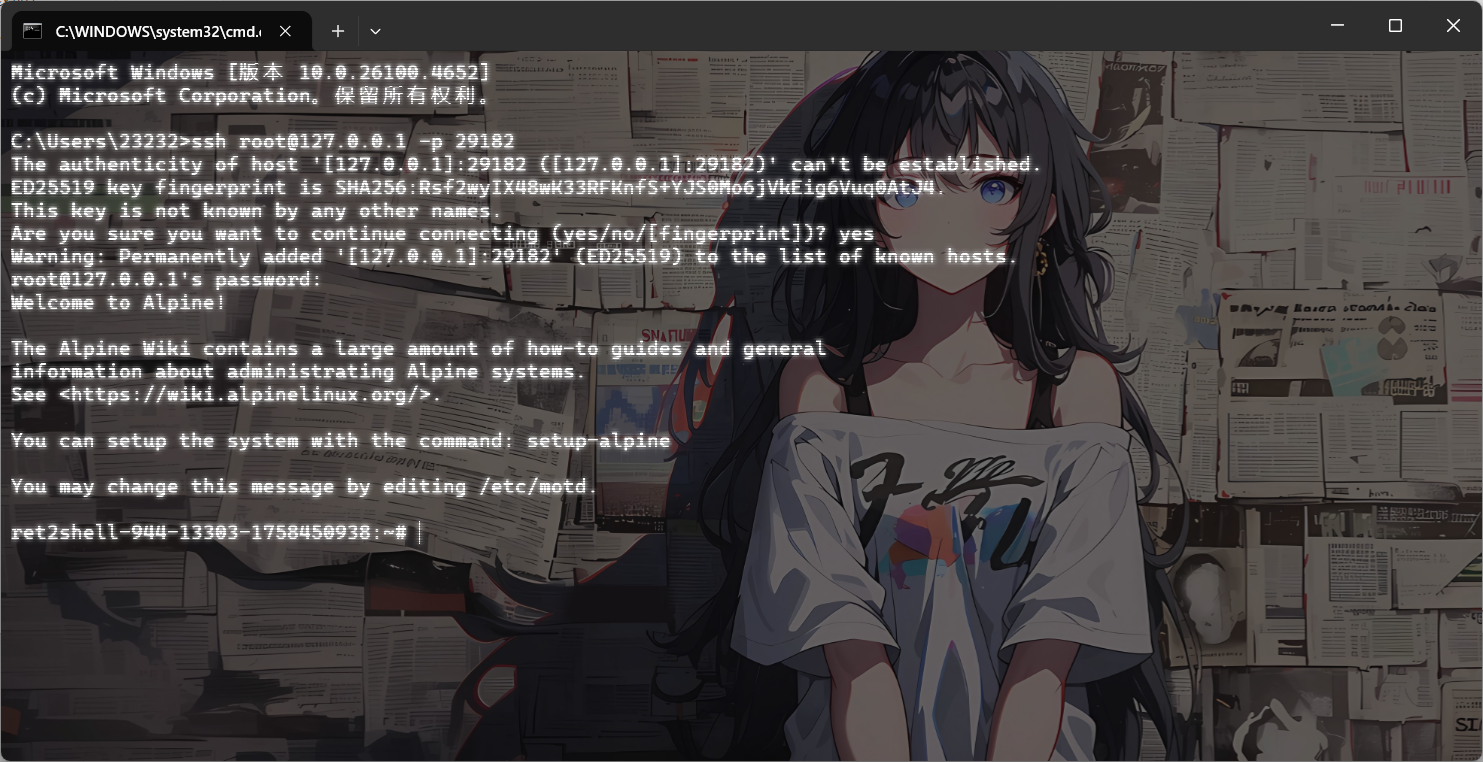 C:\WINDOWS\system32\cmd.e
Microsoft Windows [版本 10.0.26100.4652]
(c) Microsoft Corporation。保留所有权利。
C:\Users\23232>ssh root@127.0.0.1 -p 29182
The authenticity of host '[127.0.0.1]:29182 ([127.0.0.1]:29182)' can't be established.
ED25519 key fingerprint is SHA256:Rsf2wyIX48wK33RFKnfS+YJS0Mo6jVkEig6Vuq0AtJ4.
This key is not known by any other names.
Are you sure you want to continue connecting (yes/no/[fingerprint])? yes
Warning: Permanently added '[127.0.0.1]:29182' (ED25519) to the list of known hosts.
root@127.0.0.1's password:
Welcome to Alpine!
The Alpine Wiki contains a large amount of how-to guides and general
information about administrating Alpine systems.
See <https://wiki.alpinelinux.org/>.
You can setup the system with the command: setup-alpine
You may change this message by editing /etc/motd.
ret2shell-944-13303-1758450938:~#